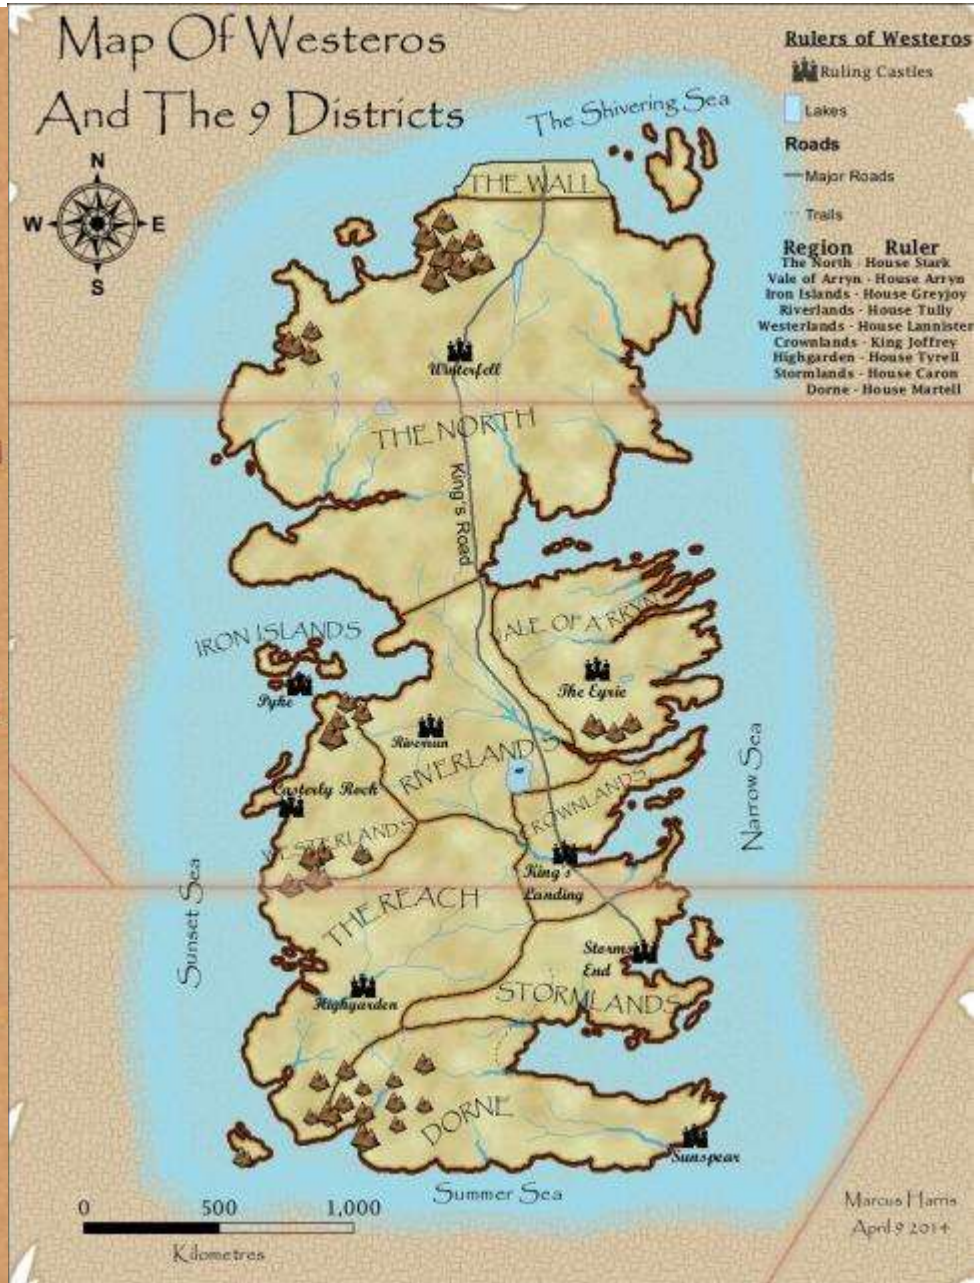 Map Of Westeros
And The 9 Districts
Rulers of Westeros
Ruling Castles
Lakes
Roads
Major Roads
Trails
Region Ruler
The North - House Stark
Vale of Arryn - House Arryn
Iron Islands - House Greyjoy
Riverlands - House Tully
Westerlands - House Lannister
Crownlands - King Joffrey
Highgarden - House Tyrell
Stormlands - House Caron
Dorne - House Martell
N
W E
S
The Shivering Sea
THE WALL
Winterfell
THE NORTH
King's Road
IRON ISLANDS
Pyke
ALE OF ARRYN
The Eyrie
Riverrun
RIVERLANDS
Casterly Rock
WESTERLANDS
CROWNLANDS
King's
Landing
Narrow Sea
Sunset Sea
THE REACH
Storms
End
STORMLANDS
Highgarden
DORNE
Sunspear
Summer Sea
0 500 1,000
Kilometres
Marcus Harris
April 9 2014